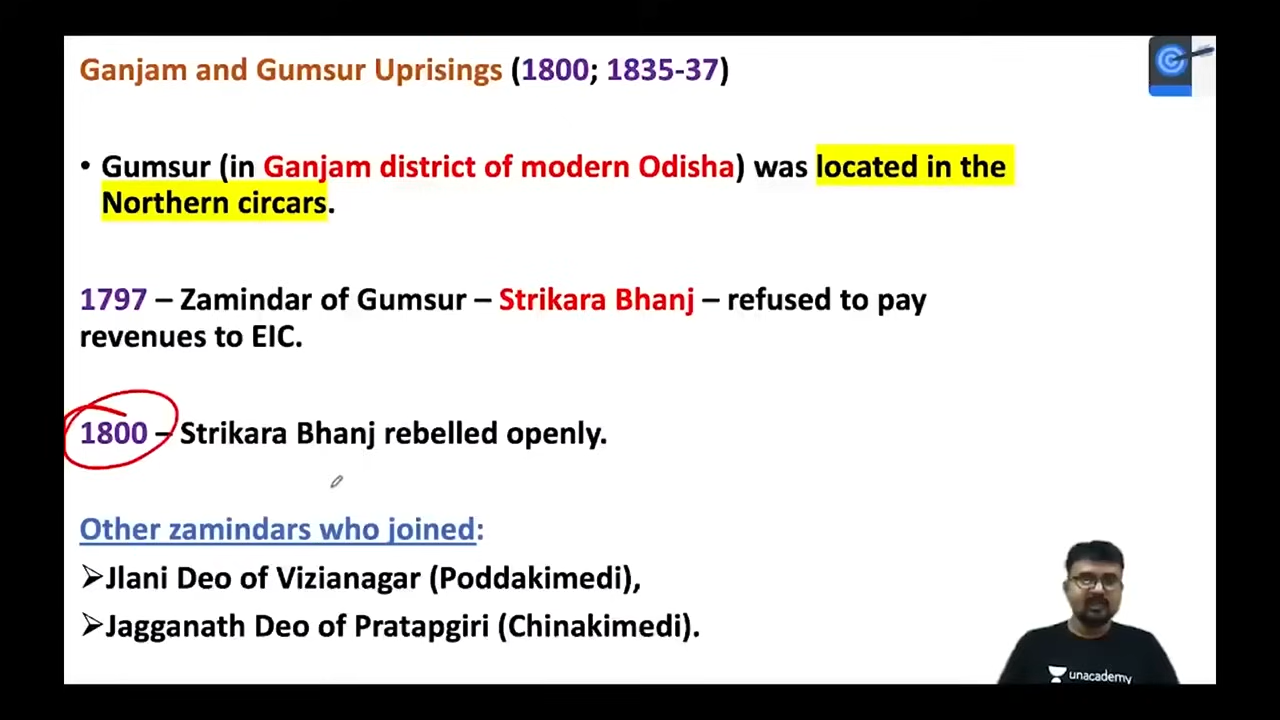 Ganjam and Gumsur Uprisings (1800; 1835-37)
• Gumsur (in Ganjam district of modern Odisha) was located in the
Northern circars.
1797 – Zamindar of Gumsur – Strikara Bhanj – refused to pay
revenues to EIC.
1800 – Strikara Bhanj rebelled openly.
Other zamindars who joined:
➢Jlani Deo of Vizianagar (Poddakimedi),
➢Jagganath Deo of Pratapgiri (Chinakimedi).
unacademy